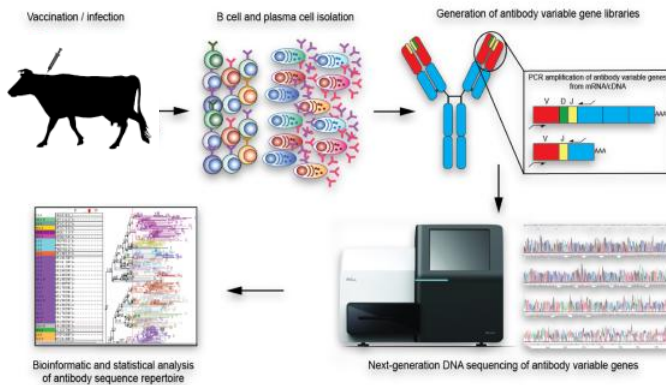 Vaccination / infection
B cell and plasma cell isolation
Generation of antibody variable gene libraries
PCR amplification of antibody variable genes
from mRNA/cDNA
V D J
AAA
V J
AAA
Bioinformatic and statistical analysis
of antibody sequence repertoire
Next-generation DNA sequencing of antibody variable genes